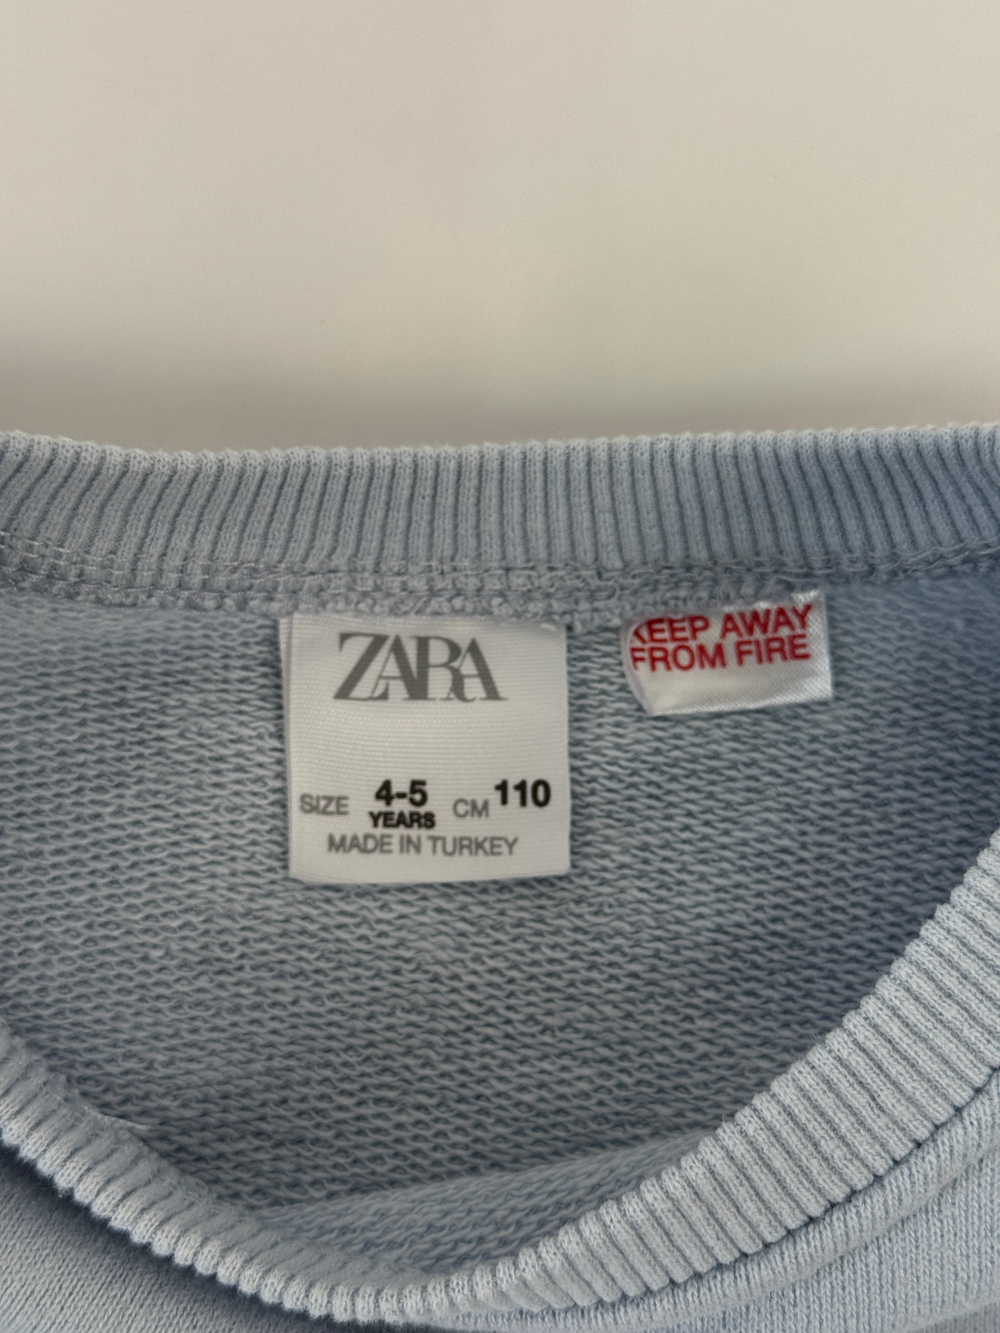 ZARA
SIZE 4-5 YEARS CM 110
MADE IN TURKEY
KEEP AWAY
FROM FIRE